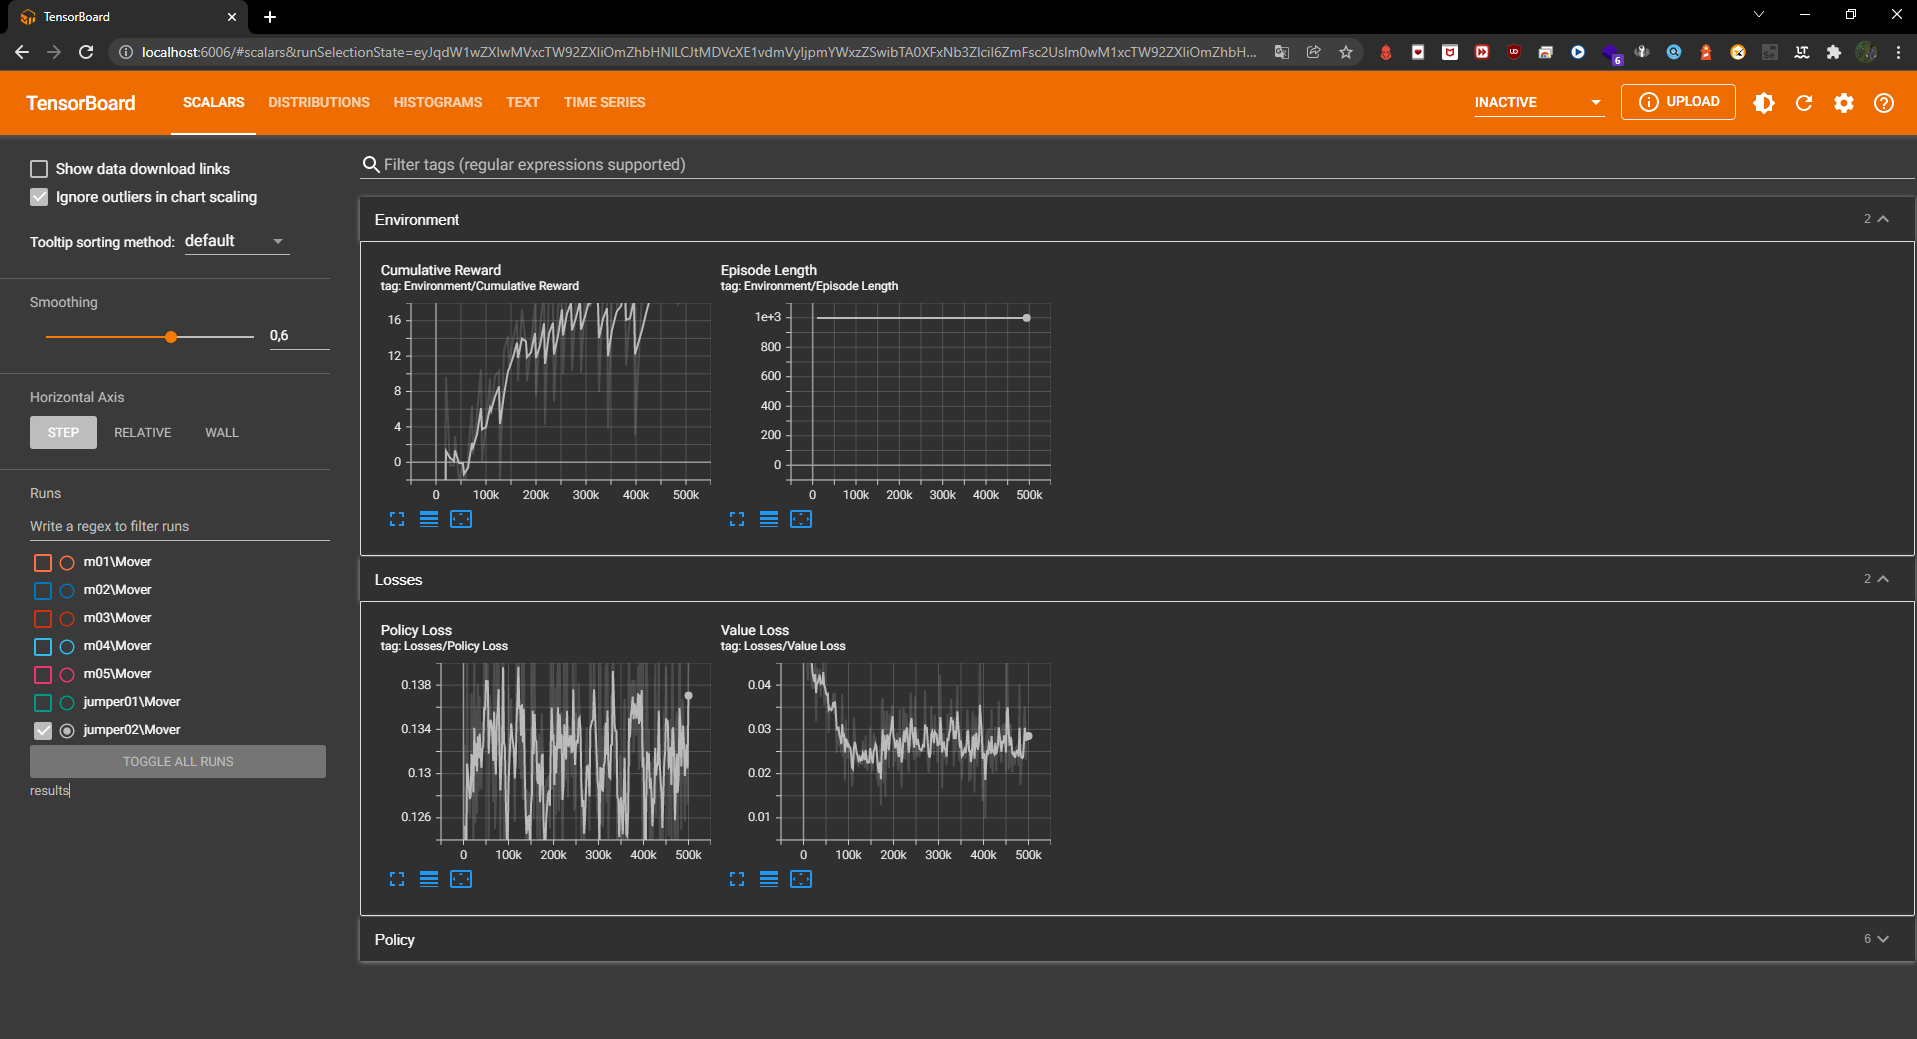 TensorBoard
localhost:6006/#scalars&runSelectionState=eyJqdW1wZXIwMVxcTW92ZXIiOmZhbHNlLCJtMDVcXE1vdmVyIjpmYWxzZSwibTA0XFxNb3ZlciI6ZmFsc2UsIm0wM1xcTW92ZXIiOmZhbH...
6
TensorBoard
SCALARS DISTRIBUTIONS HISTOGRAMS TEXT TIME SERIES
INACTIVE
UPLOAD
Show data download links
Ignore outliers in chart scaling
Tooltip sorting method: default
Smoothing
0,6
Horizontal Axis
STEP RELATIVE WALL
Runs
Write a regex to filter runs
m01\Mover
m02\Mover
m03\Mover
m04\Mover
m05\Mover
jumper01\Mover
jumper02\Mover
TOGGLE ALL RUNS
results
Filter tags (regular expressions supported)
Environment
2
Cumulative Reward
tag: Environment/Cumulative Reward
16
12
8
4
0
0 100k 200k 300k 400k 500k
Episode Length
tag: Environment/Episode Length
1e+3
800
600
400
200
0
0 100k 200k 300k 400k 500k
Losses
2
Policy Loss
tag: Losses/Policy Loss
0.138
0.134
0.13
0.126
0 100k 200k 300k 400k 500k
Value Loss
tag: Losses/Value Loss
0.04
0.03
0.02
0.01
0 100k 200k 300k 400k 500k
Policy
6